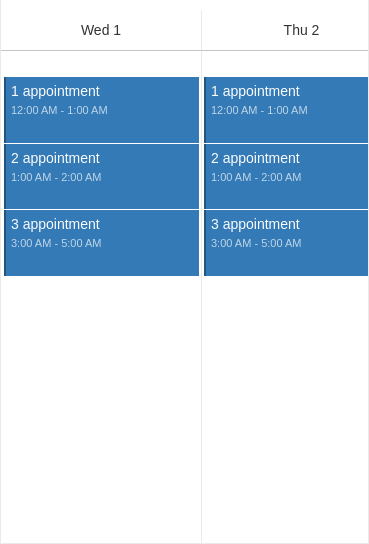 Wed 1
Thu 2
1 appointment
12:00 AM - 1:00 AM
2 appointment
1:00 AM - 2:00 AM
3 appointment
3:00 AM - 5:00 AM
1 appointment
12:00 AM - 1:00 AM
2 appointment
1:00 AM - 2:00 AM
3 appointment
3:00 AM - 5:00 AM